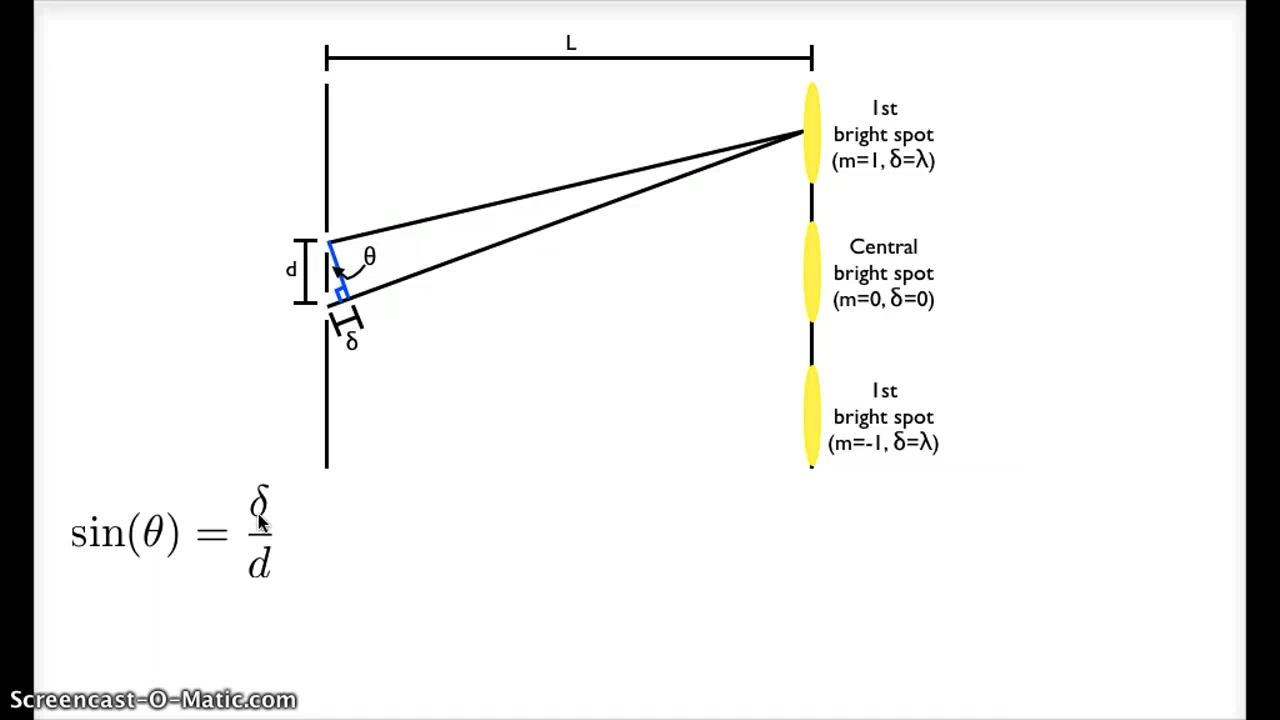 L
1st
bright spot
(m=1, δ=λ)
θ
d
Central
bright spot
(m=0, δ=0)
δ
1st
bright spot
(m=-1, δ=λ)
sin(θ) = δ/d
Screencast-O-Matic.com